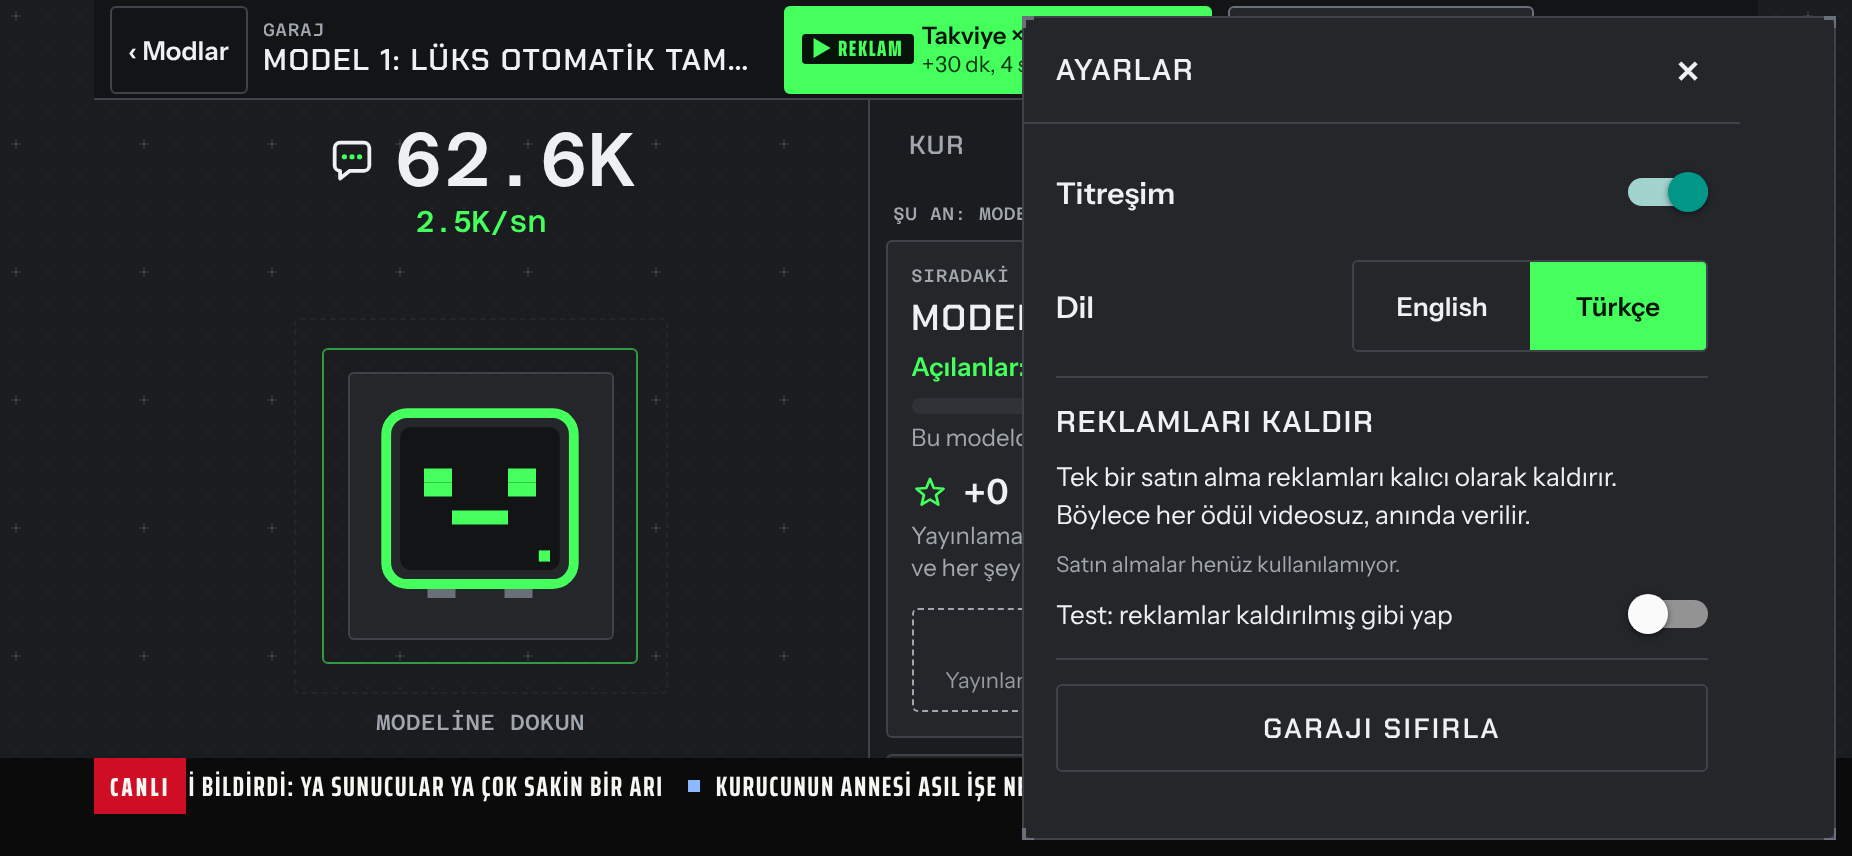 ‹ Modlar
GARAJ
MODEL 1: LÜKS OTOMATİK TAM...
REKLAM
Takviye ×
+30 dk, 4
62.6K
2.5K/sn
MODELİNE DOKUN
KUR
ŞU AN:
SIRADAKİ
Açılanlar:
+0
ve her şey
AYARLAR
Titreşim
Dil
English
Türkçe
REKLAMLARI KALDIR
Tek bir satın alma reklamları kalıcı olarak kaldırır.
Böylece her ödül videosuz, anında verilir.
Satın almalar henüz kullanılamıyor.
Test: reklamlar kaldırılmış gibi yap
GARAJI SIFIRLA
CANLI
İ BİLDİRDİ: YA SUNUCULAR YA ÇOK SAKİN BİR ARI
KURUCUNUN ANNESİ ASIL İŞE